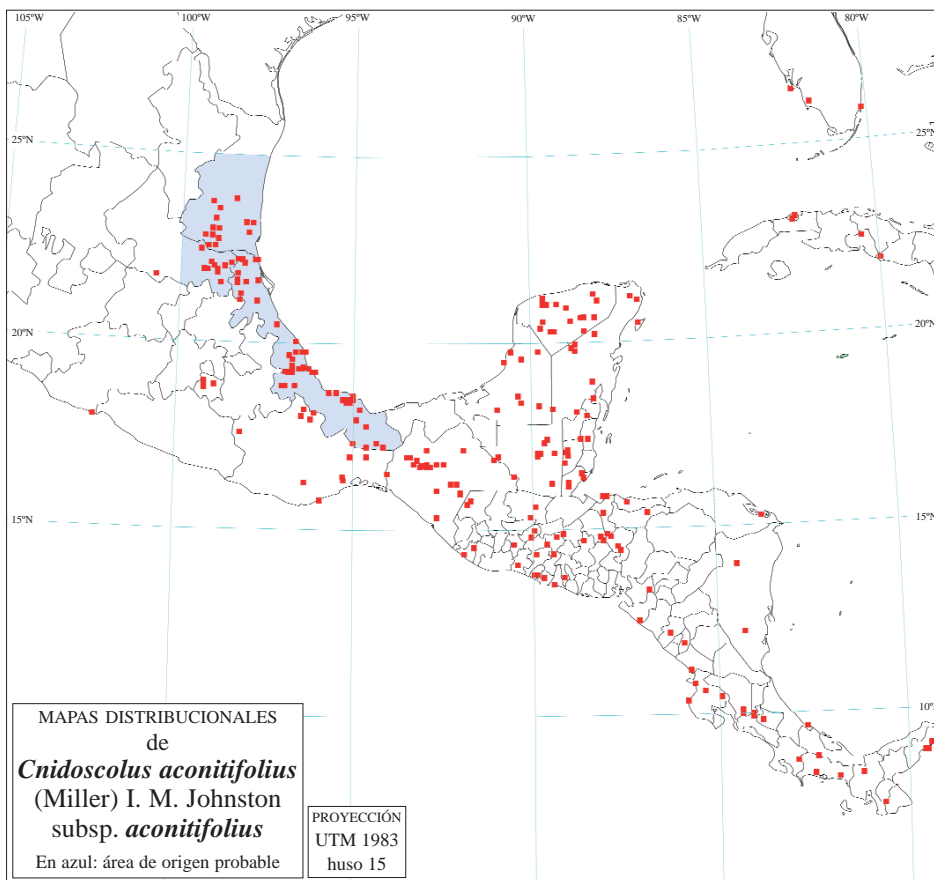 105°W 100°W 95°W 90°W 85°W 80°W
25°N 25°N
20°N 20°N
15°N 15°N
10°N
MAPAS DISTRIBUCIONALES
de
Cnidoscolus aconitifolius
(Miller) I. M. Johnston
subsp. aconitifolius
En azul: área de origen probable
PROYECCIÓN
UTM 1983
huso 15